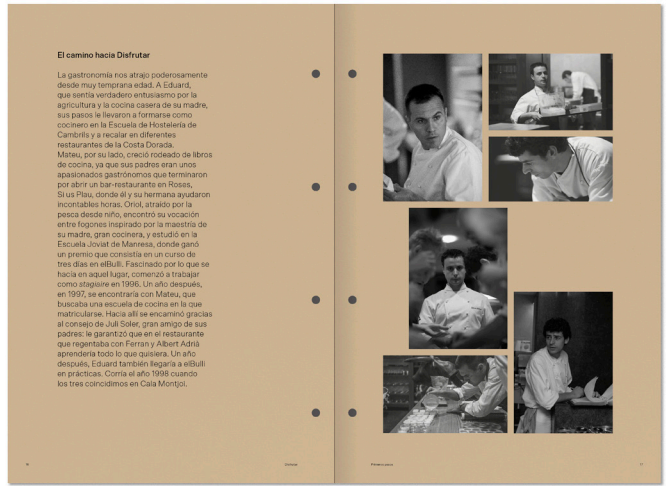 El camino hacia Disfrutar
La gastronomía nos atrajo poderosamente
desde muy temprana edad. A Eduard,
que sentía verdadero entusiasmo por la
agricultura y la cocina casera de su madre,
sus pasos le llevaron a formarse como
cocinero en la Escuela de Hostelería de
Cambrils y a recalar en diferentes
restaurantes de la Costa Dorada.
Mateu, por su lado, creció rodeado de libros
de cocina, ya que sus padres eran unos
apasionados gastrónomos que terminaron
por abrir un bar-restaurante en Roses,
Si us Plau, donde él y su hermana ayudaron
incontables horas. Oriol, atraído por la
pesca desde niño, encontró su vocación
entre fogones inspirado por la maestría de
su madre, gran cocinera, y estudió en la
Escuela Joviat de Manresa, donde ganó
un premio que consistía en un curso de
tres días en elBulli. Fascinado por lo que se
hacía en aquel lugar, comenzó a trabajar
como stagiaire en 1996. Un año después,
en 1997, se encontraría con Mateu, que
buscaba una escuela de cocina en la que
matricularse. Hacia allí se encaminó gracias
al consejo de Juli Soler, gran amigo de sus
padres: le garantizó que en el restaurante
que regentaba con Ferran y Albert Adrià
aprendería todo lo que quisiera. Un año
después, Eduard también llegaría a elBulli
en prácticas. Corría el año 1998 cuando
los tres coincidimos en Cala Montjoi.